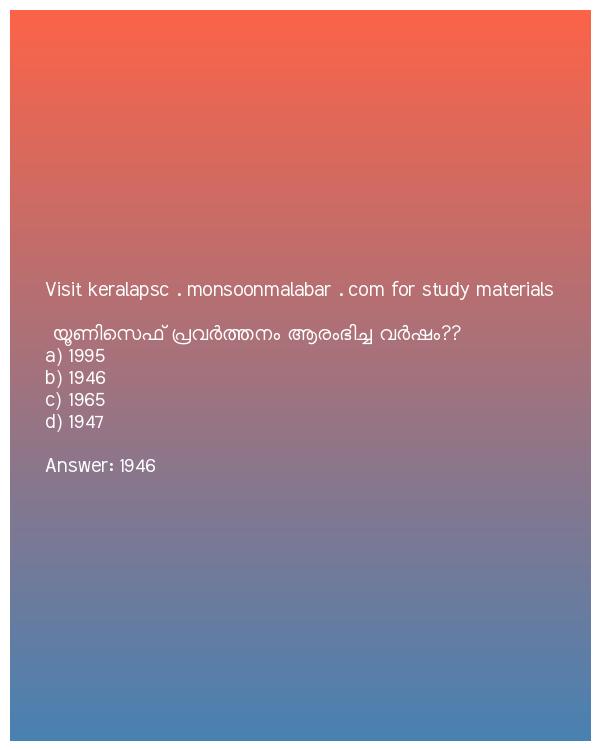 Visit keralapsc . monsoonmalabar . com for study materials
യൂണിസെഫ് പ്രവർത്തനം ആരംഭിച്ച വർഷം??
a) 1995
b) 1946
c) 1965
d) 1947
Answer: 1946